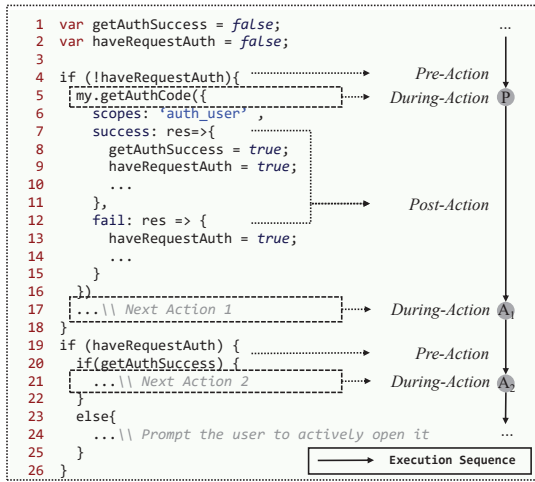 1 var getAuthSuccess = false; ...
2 var haveRequestAuth = false;
3
4 if (!haveRequestAuth){ Pre-Action
5 my.getAuthCode({ During-Action P
6 scopes: 'auth_user' ,
7 success: res=>{
8 getAuthSuccess = true;
9 haveRequestAuth = true;
10 ...
11 }, Post-Action
12 fail: res => {
13 haveRequestAuth = true;
14 ...
15 }
16 })
17 ...\\ Next Action 1 During-Action A1
18 }
19 if (haveRequestAuth) { Pre-Action
20 if(getAuthSuccess) {
21 ...\\ Next Action 2 During-Action A2
22 }
23 else{
24 ...\\ Prompt the user to actively open it ...
25 }
26 } Execution Sequence